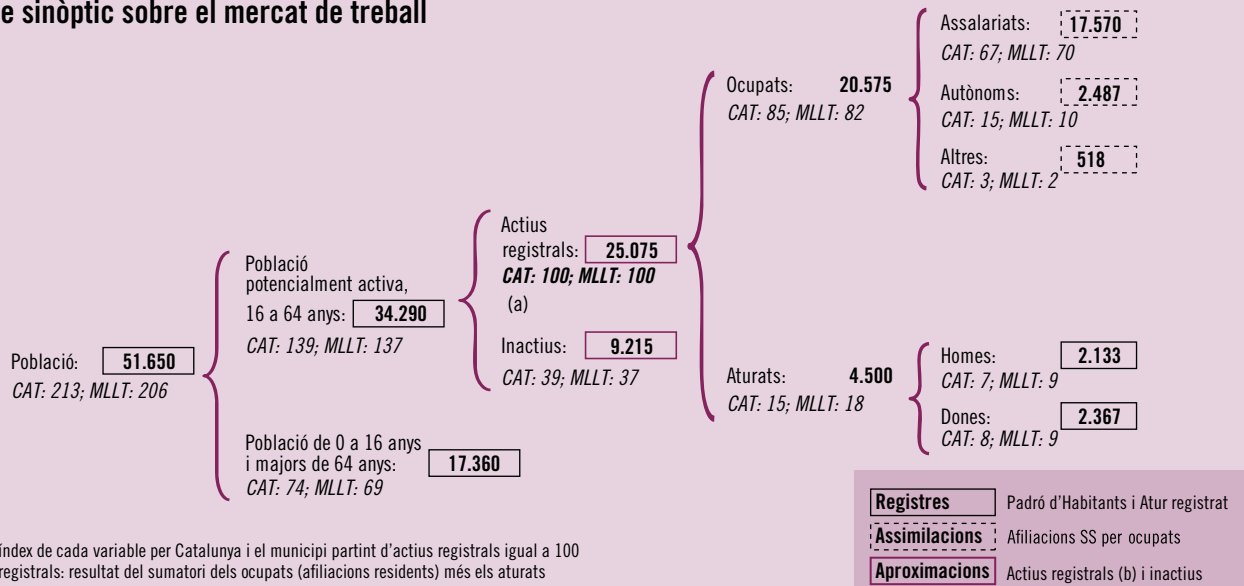 e sinòptic sobre el mercat de treball
Població: 51.650
CAT: 213; MLLT: 206
Població
potencialment activa,
16 a 64 anys: 34.290
CAT: 139; MLLT: 137
Població de 0 a 16 anys
i majors de 64 anys: 17.360
CAT: 74; MLLT: 69
Actius
registrals: 25.075
CAT: 100; MLLT: 100
(a)
Inactius: 9.215
CAT: 39; MLLT: 37
Ocupats: 20.575
CAT: 85; MLLT: 82
Aturats: 4.500
CAT: 15; MLLT: 18
Assalariats: 17.570
CAT: 67; MLLT: 70
Autònoms: 2.487
CAT: 15; MLLT: 10
Altres: 518
CAT: 3; MLLT: 2
Homes: 2.133
CAT: 7; MLLT: 9
Dones: 2.367
CAT: 8; MLLT: 9
Registres Padró d'Habitants i Atur registrat
Assimilacions Afiliacions SS per ocupats
Aproximacions Actius registrals (b) i inactius
índex de cada variable per Catalunya i el municipi partint d'actius registrals igual a 100
registrals: resultat del sumatori dels ocupats (afiliacions residents) més els aturats